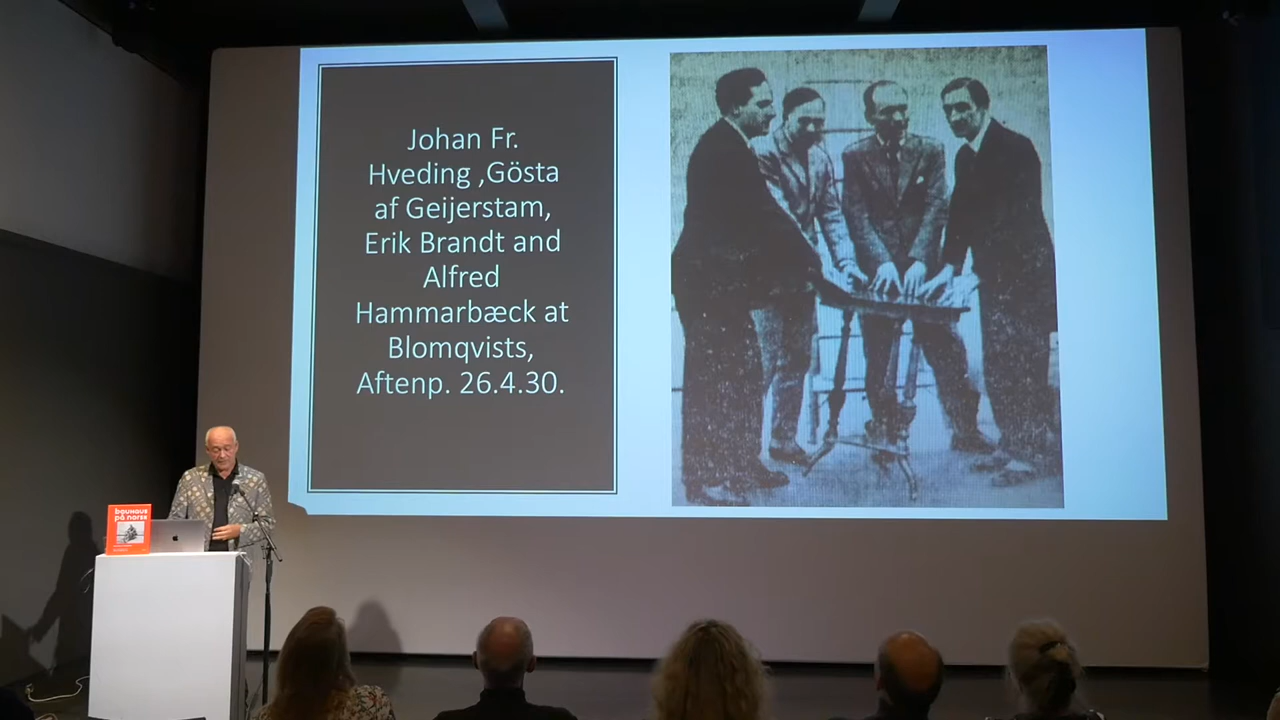 Johan Fr.
Hveding ,Gösta
af Geijerstam,
Erik Brandt and
Alfred
Hammarbæck at
Blomqvists,
Aftenp. 26.4.30.
bauhaus
på norsk